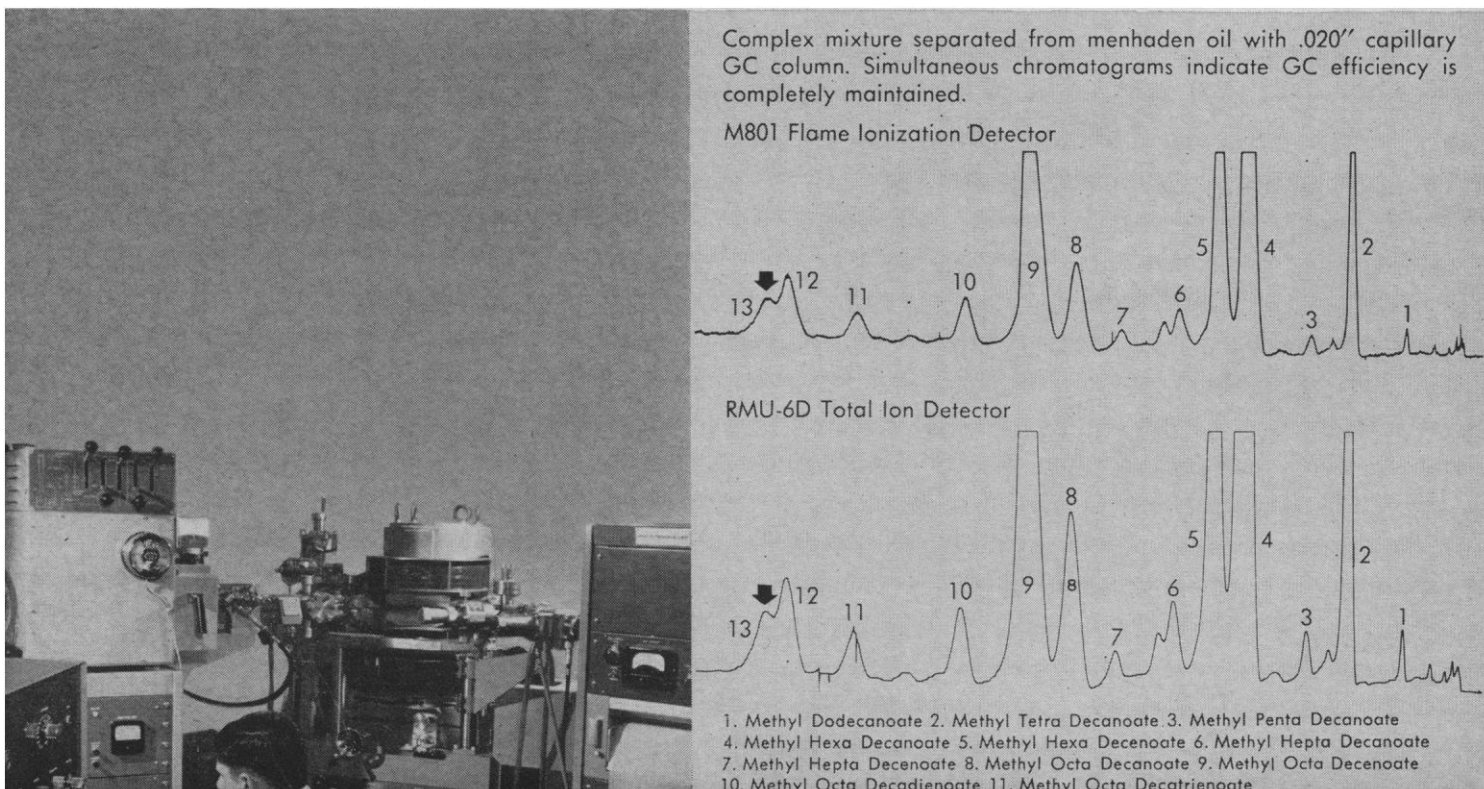 Complex mixture separated from menhaden oil with .020″ capillary
GC column. Simultaneous chromatograms indicate GC efficiency is
completely maintained.
M801 Flame Ionization Detector
13 12 11 10 9 8 7 6 5 4 3 2 1
RMU-6D Total Ion Detector
13 12 11 10 9 8 8 7 6 5 4 3 2 1
1. Methyl Dodecanoate 2. Methyl Tetra Decanoate 3. Methyl Penta Decanoate
4. Methyl Hexa Decanoate 5. Methyl Hexa Decenoate 6. Methyl Hepta Decanoate
7. Methyl Hepta Decenoate 8. Methyl Octa Decanoate 9. Methyl Octa Decenoate
10. Methyl Octa Decadienoate 11. Methyl Octa Decatrienoate